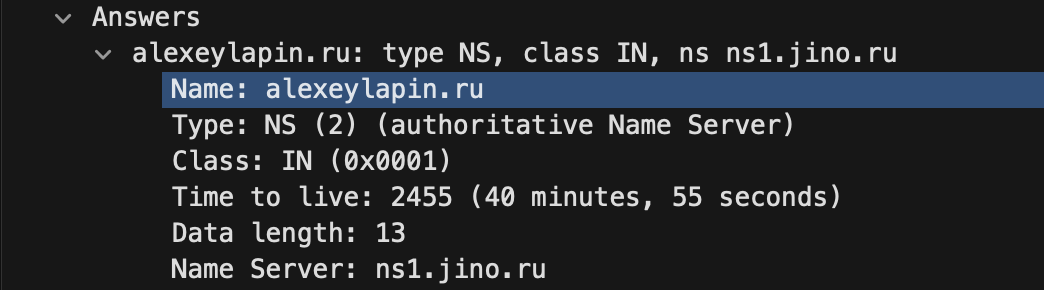 Answers
alexeylapin.ru: type NS, class IN, ns ns1.jino.ru
Name: alexeylapin.ru
Type: NS (2) (authoritative Name Server)
Class: IN (0x0001)
Time to live: 2455 (40 minutes, 55 seconds)
Data length: 13
Name Server: ns1.jino.ru